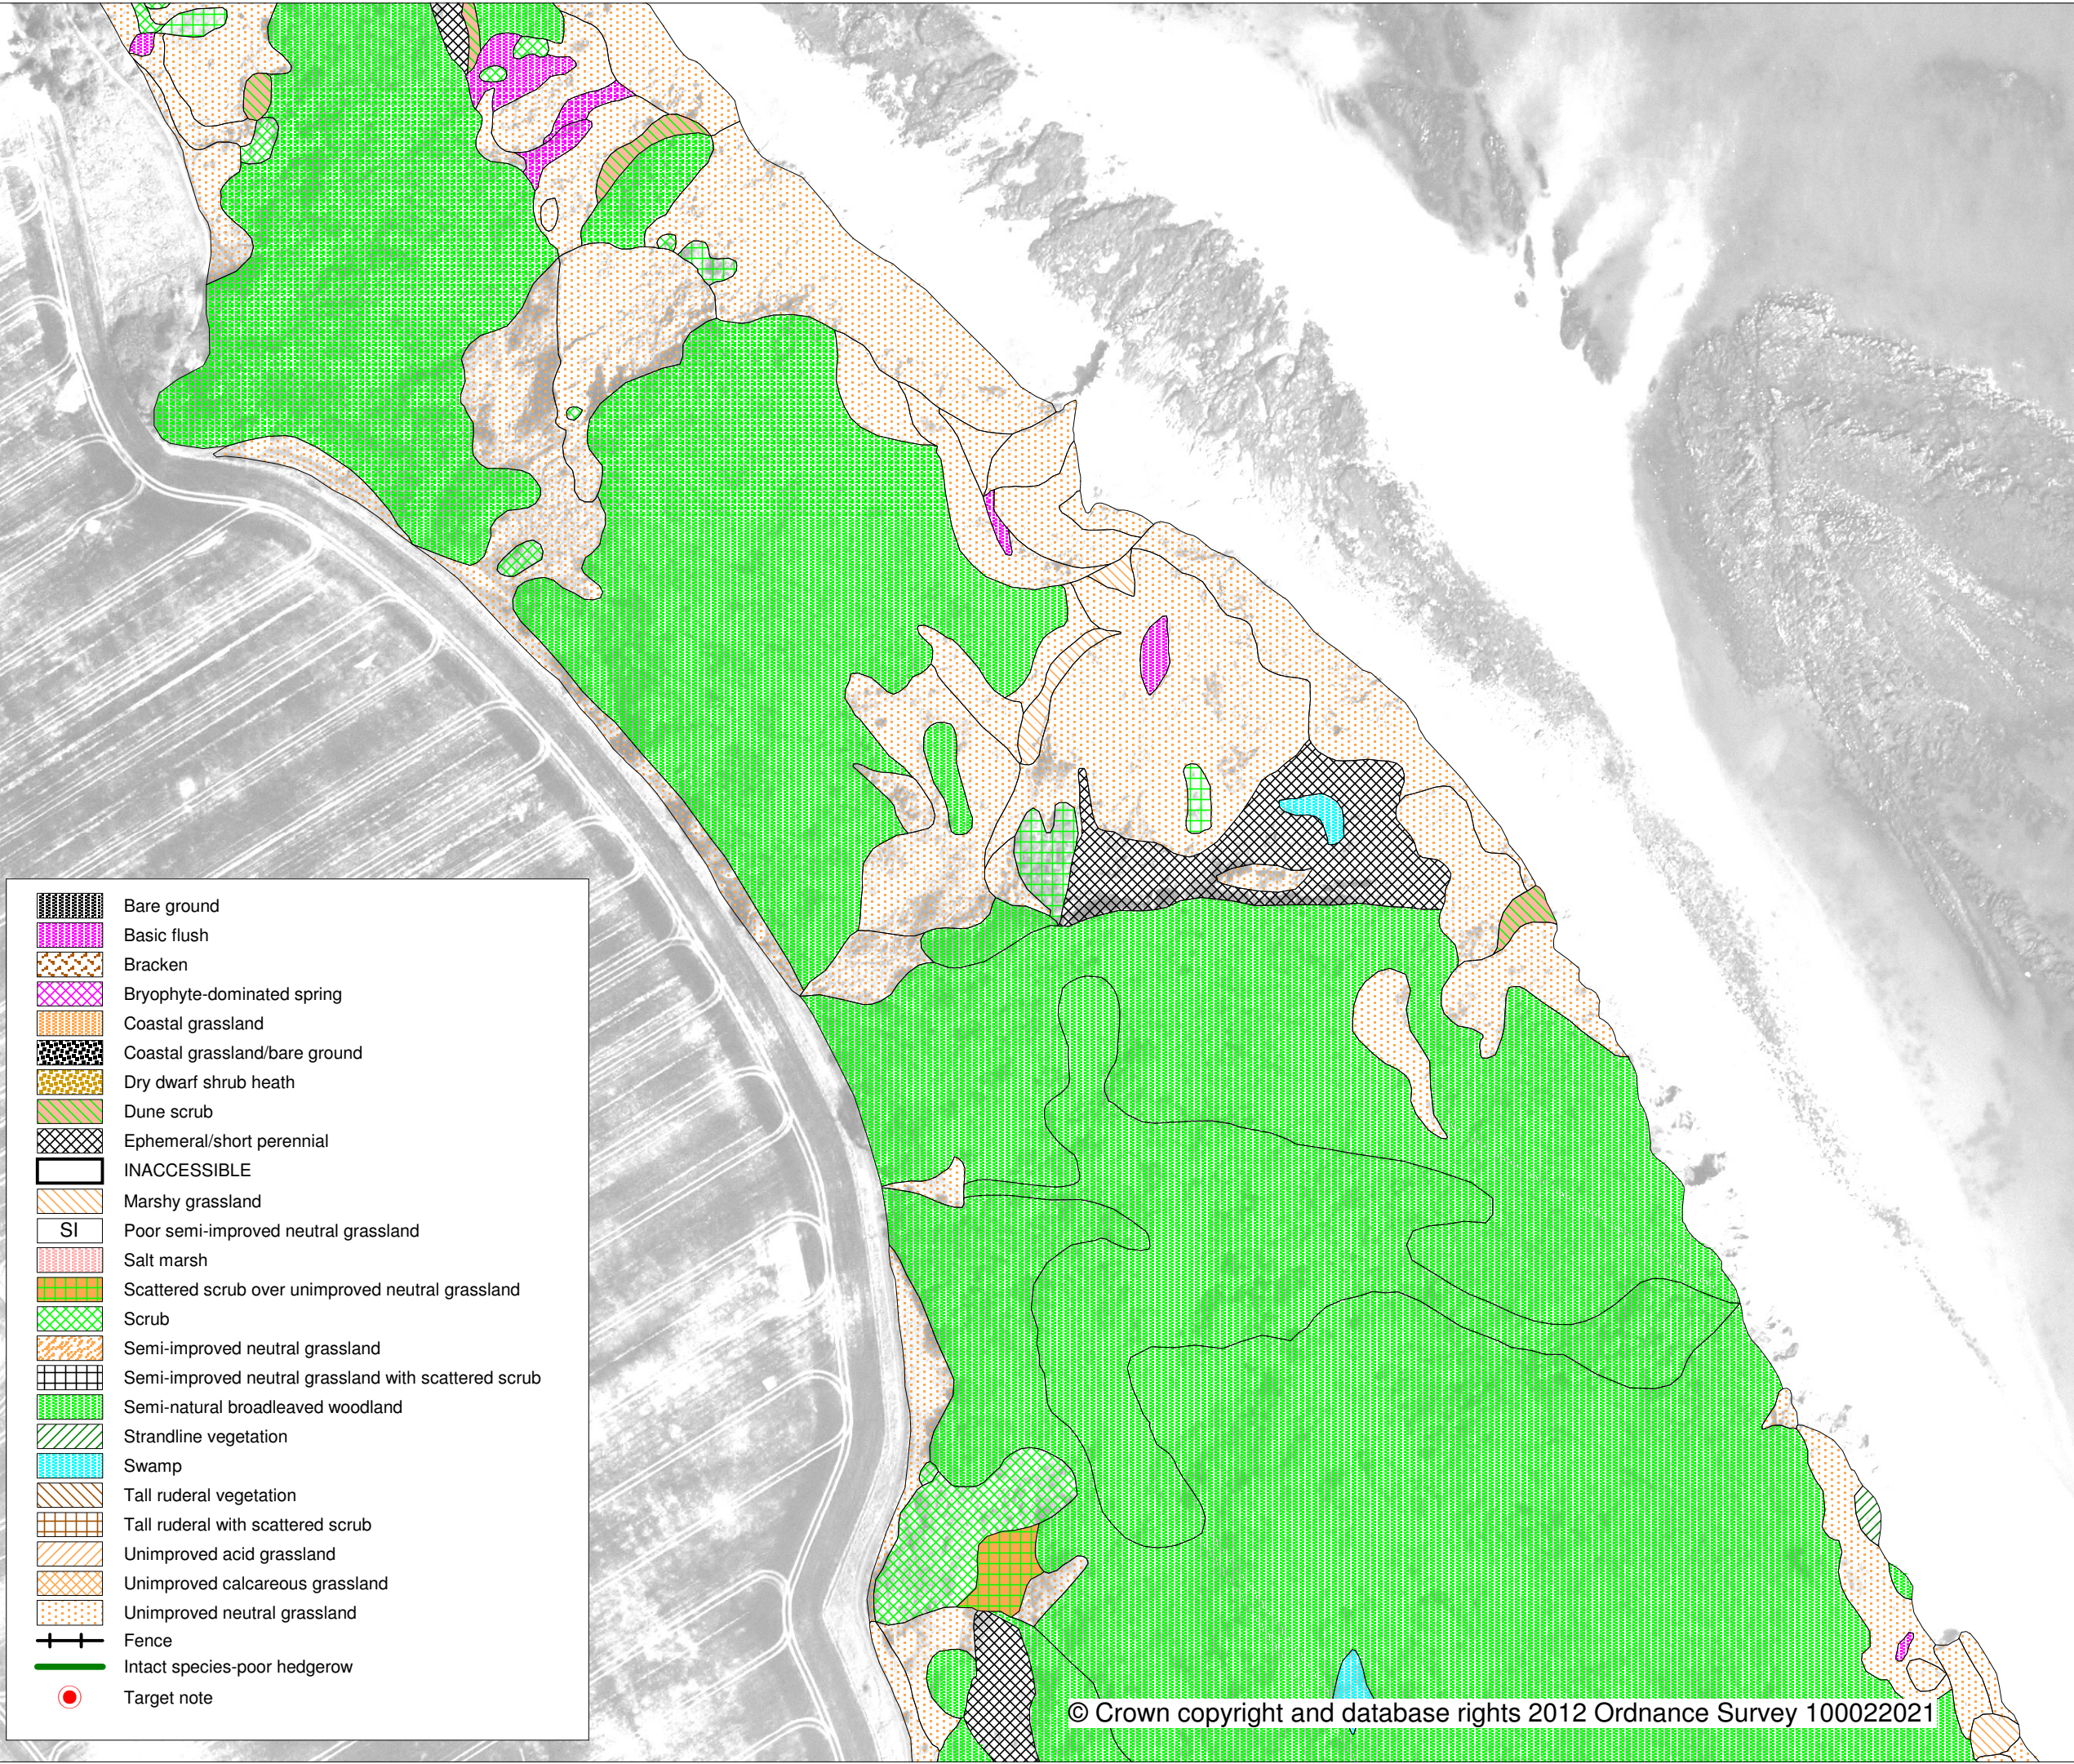 Bare ground
Basic flush
Bracken
Bryophyte-dominated spring
Coastal grassland
Coastal grassland/bare ground
Dry dwarf shrub heath
Dune scrub
Ephemeral/short perennial
INACCESSIBLE
Marshy grassland
SI Poor semi-improved neutral grassland
Salt marsh
Scattered scrub over unimproved neutral grassland
Scrub
Semi-improved neutral grassland
Semi-improved neutral grassland with scattered scrub
Semi-natural broadleaved woodland
Strandline vegetation
Swamp
Tall ruderal vegetation
Tall ruderal with scattered scrub
Unimproved acid grassland
Unimproved calcareous grassland
Unimproved neutral grassland
Fence
Intact species-poor hedgerow
Target note
© Crown copyright and database rights 2012 Ordnance Survey 100022021